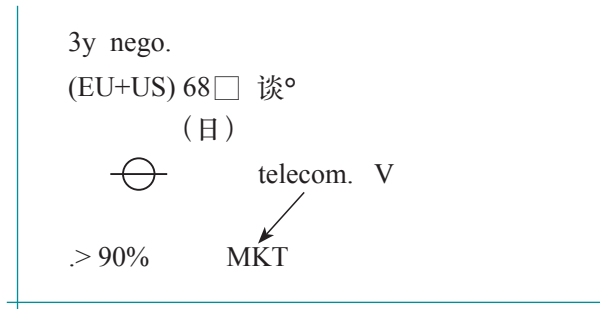 3y nego.
(EU+US) 68□ 谈°
（日）
telecom. V
.> 90% MKT